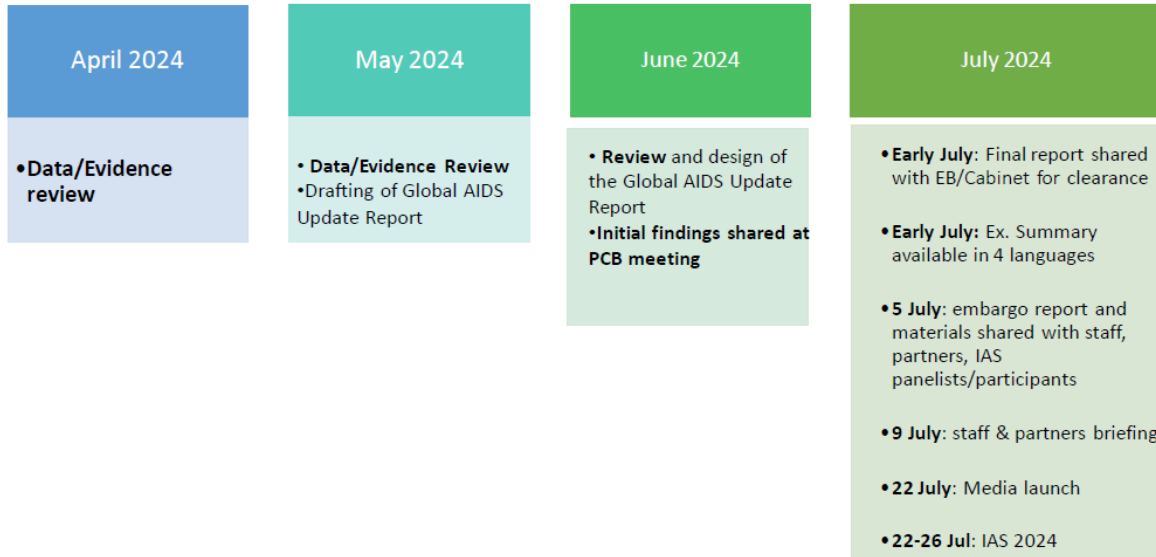 April 2024
•Data/Evidence
review
May 2024
• Data/Evidence Review
•Drafting of Global AIDS
Update Report
June 2024
• Review and design of
the Global AIDS Update
Report
•Initial findings shared at
PCB meeting
July 2024
•Early July: Final report shared
with EB/Cabinet for clearance
•Early July: Ex. Summary
available in 4 languages
•5 July: embargo report and
materials shared with staff,
partners, IAS
panelists/participants
•9 July: staff & partners briefing
•22 July: Media launch
•22-26 Jul: IAS 2024